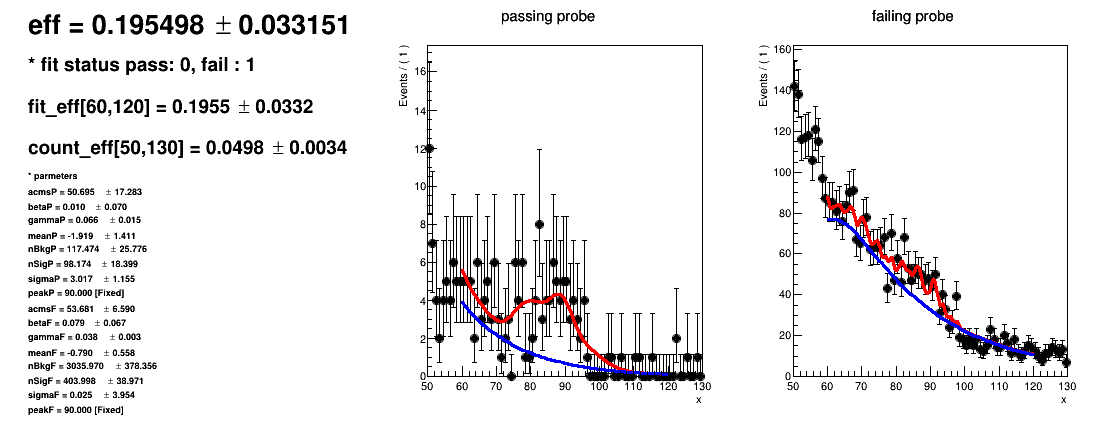 eff = 0.195498 ± 0.033151
* fit status pass: 0, fail : 1
fit_eff[60,120] = 0.1955 ± 0.0332
count_eff[50,130] = 0.0498 ± 0.0034
* parmeters
acmsP = 50.695 ± 17.283
betaP = 0.010 ± 0.070
gammaP = 0.066 ± 0.015
meanP = -1.919 ± 1.411
nBkgP = 117.474 ± 25.776
nSigP = 98.174 ± 18.399
sigmaP = 3.017 ± 1.155
peakP = 90.000 [Fixed]
acmsF = 53.681 ± 6.590
betaF = 0.079 ± 0.067
gammaF = 0.038 ± 0.003
meanF = -0.790 ± 0.558
nBkgF = 3035.970 ± 378.356
nSigF = 403.998 ± 38.971
sigmaF = 0.025 ± 3.954
peakF = 90.000 [Fixed]
passing probe
Events / ( 1 )
16
14
12
10
8
6
4
2
0
50 60 70 80 90 100 110 120 130
x
failing probe
Events / ( 1 )
160
140
120
100
80
60
40
20
0
50 60 70 80 90 100 110 120 130
x